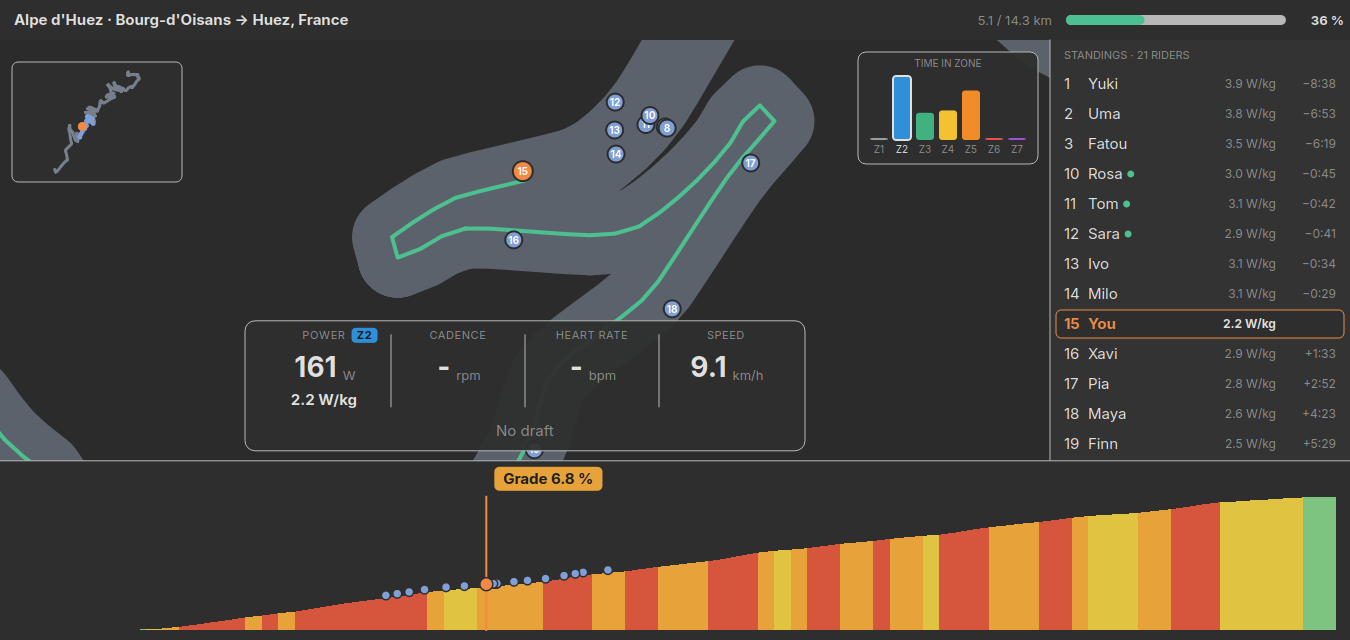 Alpe d'Huez · Bourg-d'Oisans → Huez, France
5.1 / 14.3 km
36 %
TIME IN ZONE
Z1 Z2 Z3 Z4 Z5 Z6 Z7
12
10
8
13
14
17
15
16
18
POWER Z2
161 W
2.2 W/kg
CADENCE
- rpm
HEART RATE
- bpm
SPEED
9.1 km/h
No draft
STANDINGS · 21 RIDERS
1 Yuki 3.9 W/kg −8:38
2 Uma 3.8 W/kg −6:53
3 Fatou 3.5 W/kg −6:19
10 Rosa 3.0 W/kg −0:45
11 Tom 3.1 W/kg −0:42
12 Sara 2.9 W/kg −0:41
13 Ivo 3.1 W/kg −0:34
14 Milo 3.1 W/kg −0:29
15 You 2.2 W/kg
16 Xavi 2.9 W/kg +1:33
17 Pia 2.8 W/kg +2:52
18 Maya 2.6 W/kg +4:23
19 Finn 2.5 W/kg +5:29
Grade 6.8 %